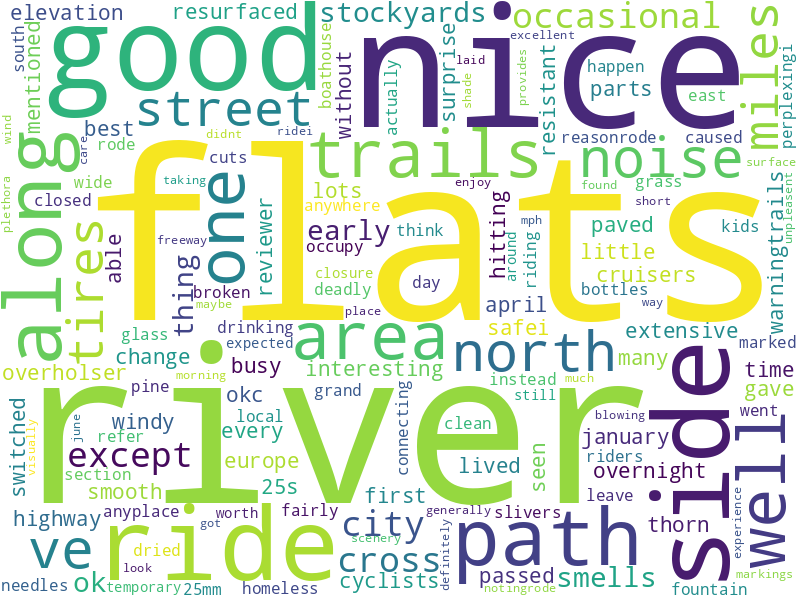 elevation
resurfaced
stockyards
occasional
south
mentioned
good
nice
excellent
miles
perplexingi
boathouse
surprise
laid
shade
provides
happen
parts
east
street
without
actually
resistant
wind
best
didnt
ridei
reasonrode
caused
rode
cuts
trails
noise
along
care
wide
taking
lots
enjoy
found
grass
surface
plethora
closed
one
anywhere
early
think
hitting
mph
short
paved
kids
unpleasent
flats
able
freeway
reviewer
occupy
around
riding
little
warningtrails
tires
thing
closure
deadly
day
cruisers
broken
bottles
maybe
place
april
safei
glass
drinking
area
north
extensive
marked
change
expected
interesting
many
time
overholser
busy
instead
morning
much
gave
pine
okc
grand
still
side
river
switched
june
windy
local
connecting
clean
blowing
went
refer
every
january
well
visually
except
riders
section
europe
lived
seen
overnight
smooth
25s
first
leave
experience
highway
anyplace
worth
fairly
generally
slivers
thorn
got
city
path
ve
ride
dried
scenery
definitely
look
cross
passed
smells
markings
needles
ok
temporary
25mm
homeless
cyclists
notingrode
fountain
way